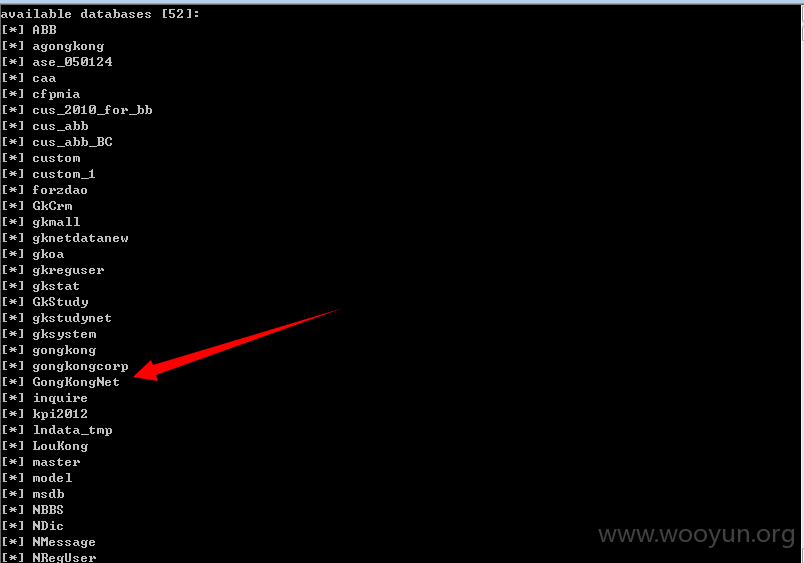 available databases [52]:
[*] ABB
[*] agongkong
[*] ase_050124
[*] caa
[*] cfpmia
[*] cus_2010_for_bb
[*] cus_abb
[*] cus_abb_BC
[*] custom
[*] custom_1
[*] forzdao
[*] GkCrm
[*] gkmall
[*] gknetdatanew
[*] gkoa
[*] gkreguser
[*] gkstat
[*] GkStudy
[*] gkstudynet
[*] gksystem
[*] gongkong
[*] gongkongcorp
[*] GongKongNet
[*] inquire
[*] kpi2012
[*] lndata_tmp
[*] LouKong
[*] master
[*] model
[*] msdb
[*] NBBS
[*] NDic
[*] NMessage
[*] NRegUser
www.wooyun.org